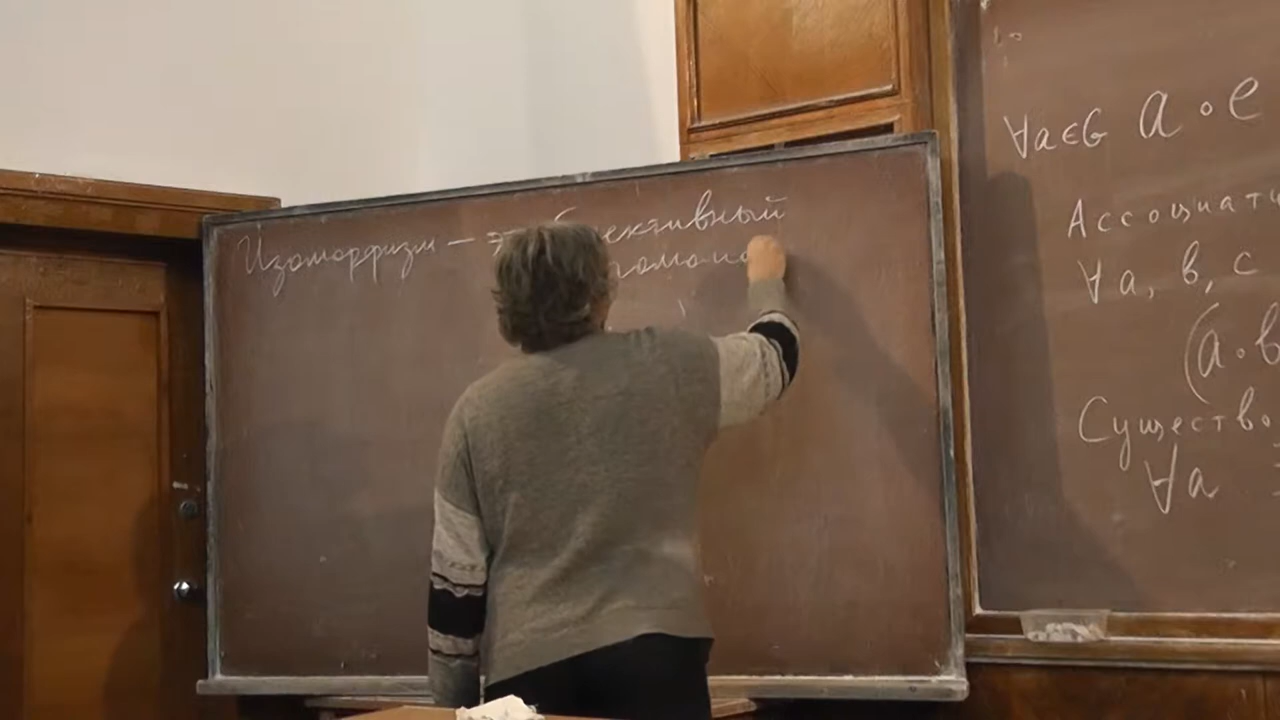 Изоморфизм — это биективный
гомомо
∀a∈G a∘e
Ассоциати
∀a, b, c
(a∘b
Существо
∀a